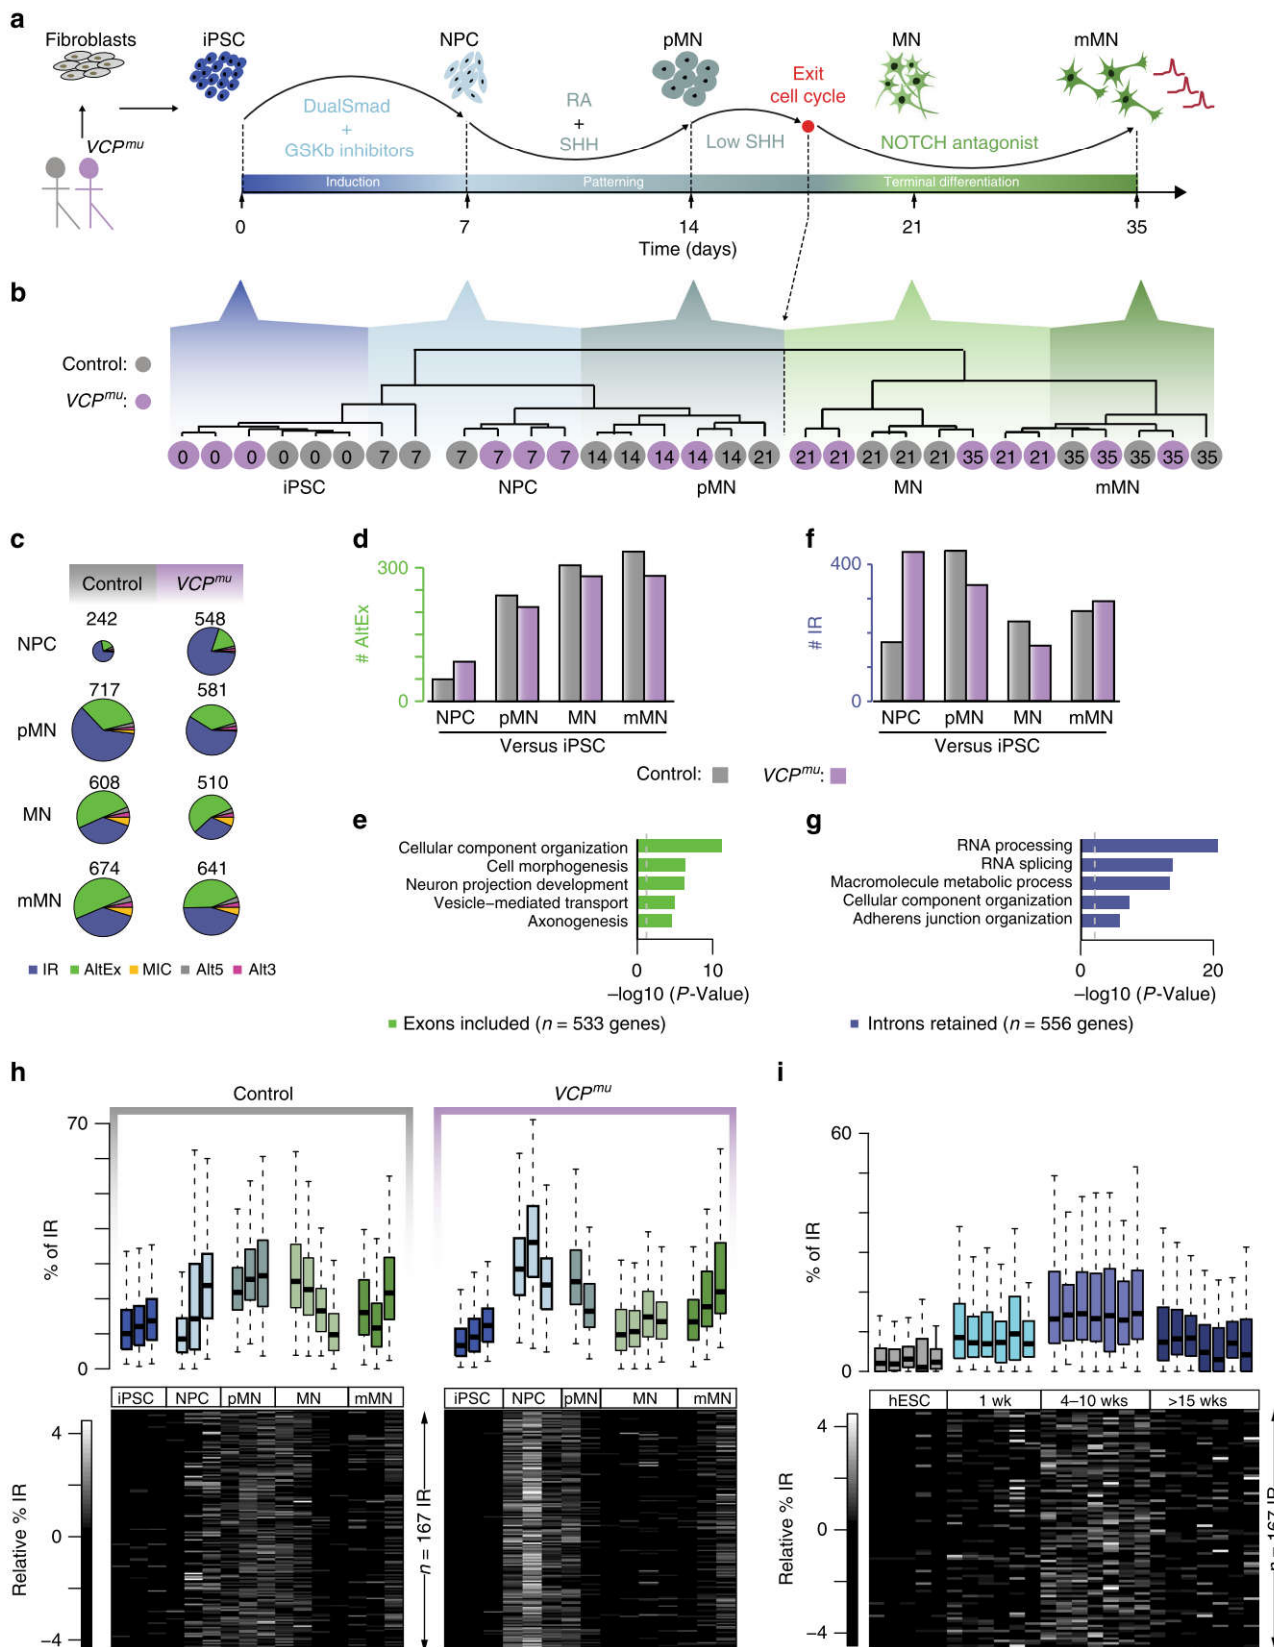 a
Fibroblasts
iPSC
NPC
pMN
MN
mMN
Exit
cell cycle
DualSmad
+
GSKb inhibitors
RA
+
SHH
Low SHH
NOTCH antagonist
VCPmu
Induction
Patterning
Terminal differentiation
0
7
14
21
35
Time (days)
b
Control:
VCPmu:
0 0 0 0 0 0 7 7 7 7 7 7 14 14 14 14 14 21 21 21 21 21 21 35 21 21 35 35 35 35 35
iPSC
NPC
pMN
MN
mMN
c
Control
VCPmu
NPC
242
548
pMN
717
581
MN
608
510
mMN
674
641
IR
AltEx
MIC
Alt5
Alt3
d
# AltEx
300
0
NPC
pMN
MN
mMN
Versus iPSC
f
# IR
400
0
NPC
pMN
MN
mMN
Versus iPSC
Control:
VCPmu:
e
Cellular component organization
Cell morphogenesis
Neuron projection development
Vesicle–mediated transport
Axonogenesis
0
10
–log10 (P-Value)
Exons included (n = 533 genes)
g
RNA processing
RNA splicing
Macromolecule metabolic process
Cellular component organization
Adherens junction organization
0
20
–log10 (P-Value)
Introns retained (n = 556 genes)
h
Control
VCPmu
70
0
% of IR
iPSC
NPC
pMN
MN
mMN
iPSC
NPC
pMN
MN
mMN
4
0
–4
Relative % IR
n = 167 IR
i
60
0
% of IR
hESC
1 wk
4–10 wks
>15 wks
4
0
–4
Relative % IR
n = 167 IR